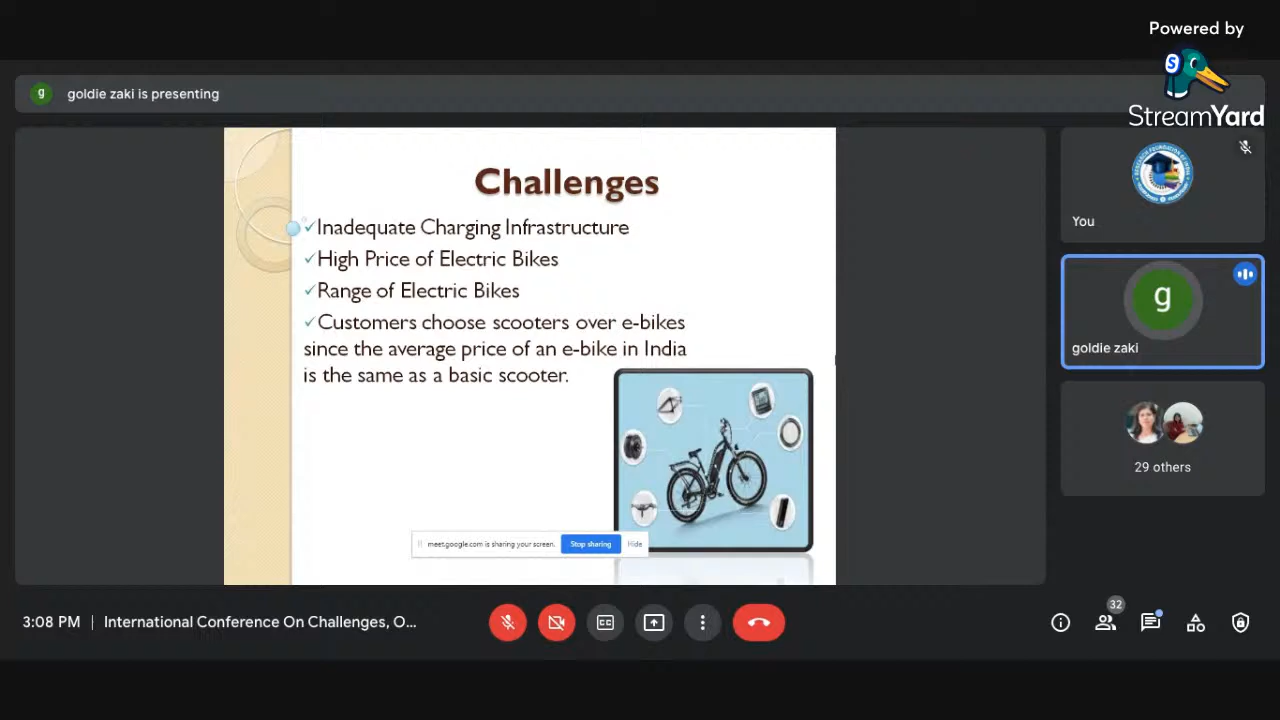 Powered by
StreamYard
g
goldie zaki is presenting
Challenges
✓Inadequate Charging Infrastructure
✓High Price of Electric Bikes
✓Range of Electric Bikes
✓Customers choose scooters over e-bikes
since the average price of an e-bike in India
is the same as a basic scooter.
meet.google.com is sharing your screen.
Stop sharing
Hide
You
g
goldie zaki
29 others
3:08 PM
International Conference On Challenges, O...
32